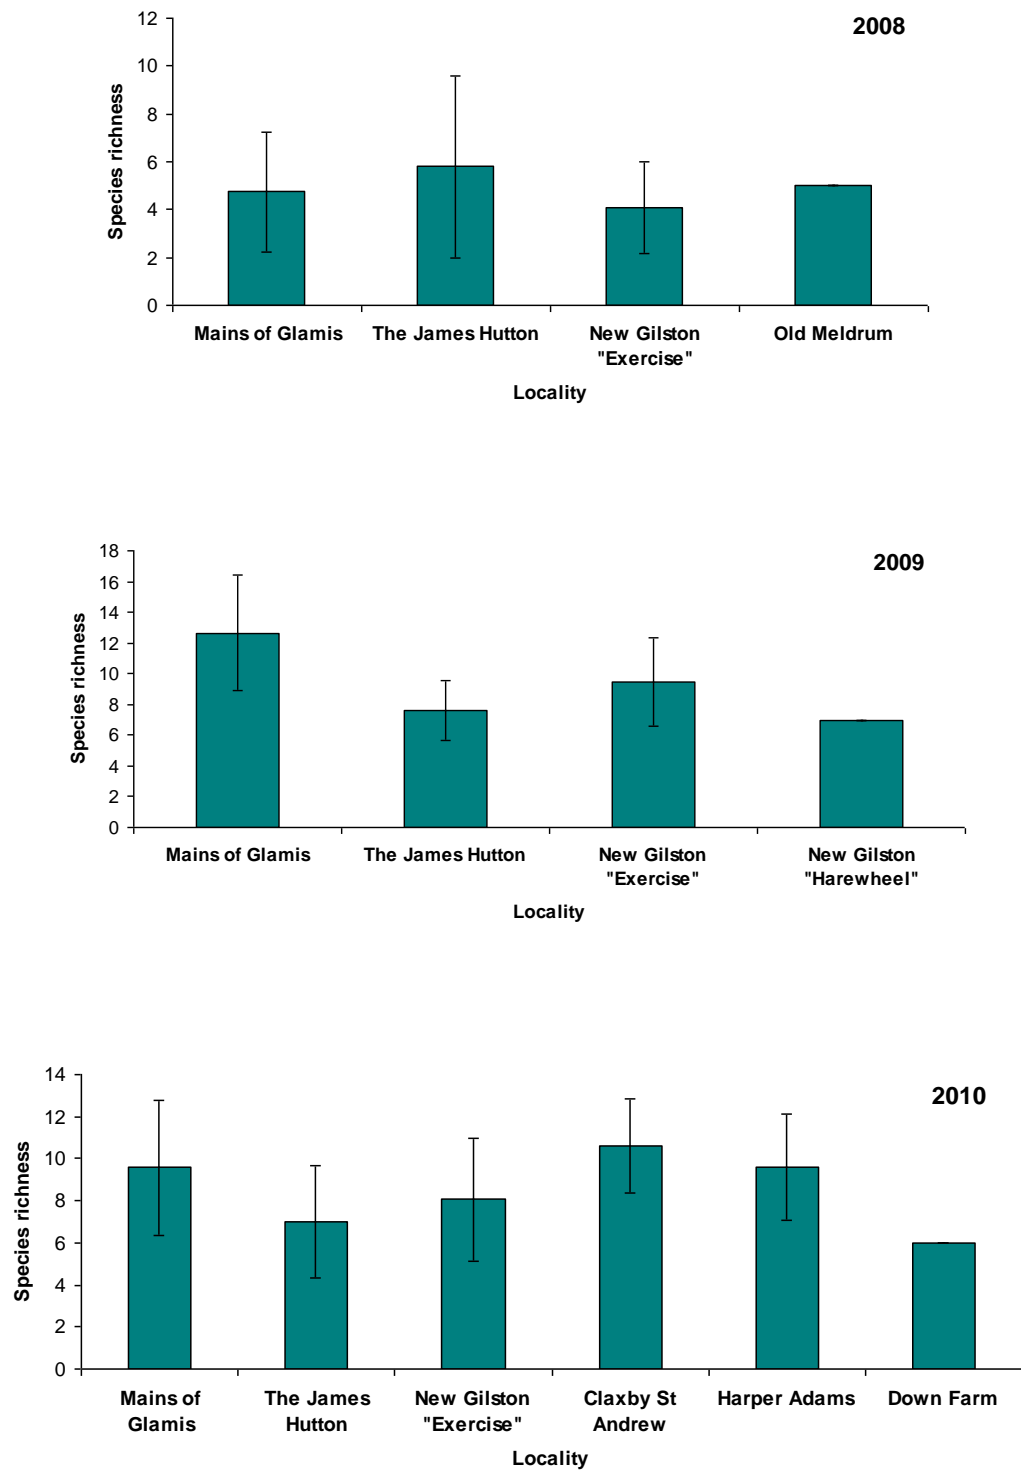 2008
12
10
8
6
4
2
0
Species richness
Mains of Glamis The James Hutton New Gilston Old Meldrum
"Exercise"
Locality
2009
18
16
14
12
10
8
6
4
2
0
Species richness
Mains of Glamis The James Hutton New Gilston New Gilston
"Exercise" "Harewheel"
Locality
2010
14
12
10
8
6
4
2
0
Species richness
Mains of The James New Gilston Claxby St Harper Adams Down Farm
Glamis Hutton "Exercise" Andrew
Locality